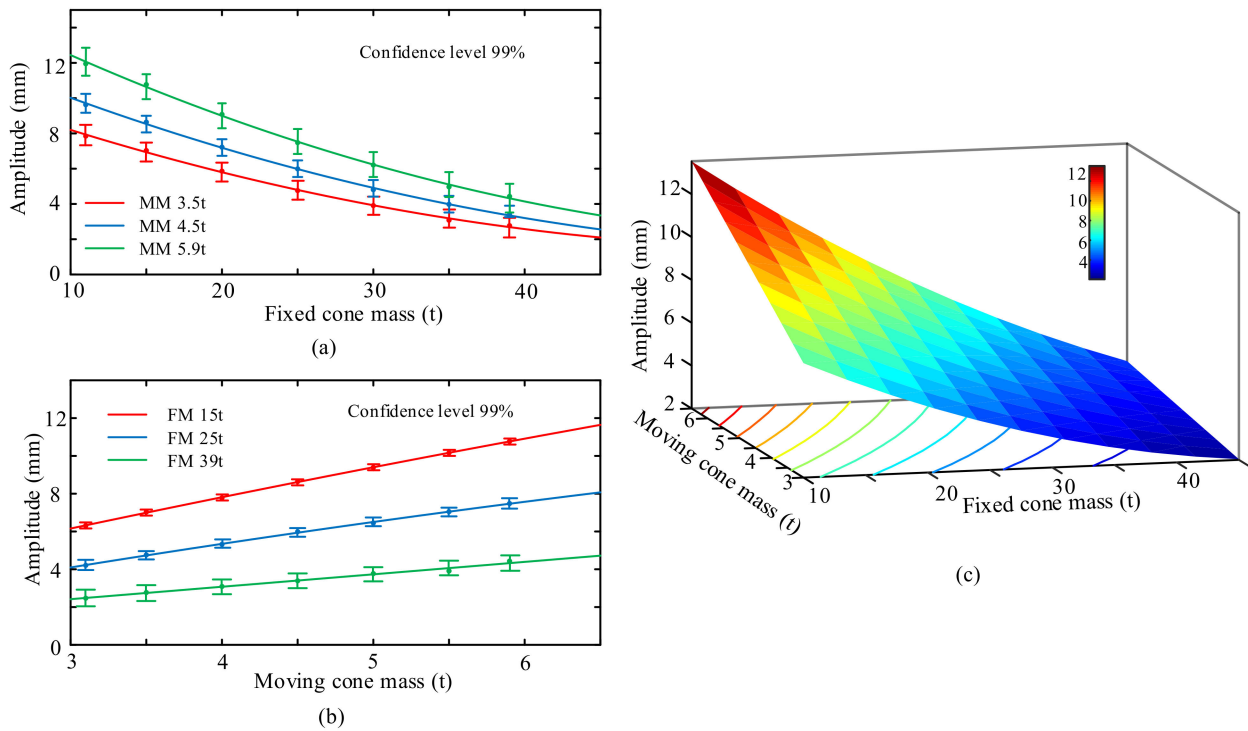 Amplitude (mm)
12
8
4
0
Confidence level 99%
MM 3.5t
MM 4.5t
MM 5.9t
10
20
30
40
Fixed cone mass (t)
(a)
Amplitude (mm)
12
8
4
0
FM 15t
FM 25t
FM 39t
Confidence level 99%
3
4
5
6
Moving cone mass (t)
(b)
Amplitude (mm)
12
10
8
6
4
2
12
10
8
6
4
6
5
4
3
Moving cone mass (t)
10
20
30
40
Fixed cone mass (t)
(c)